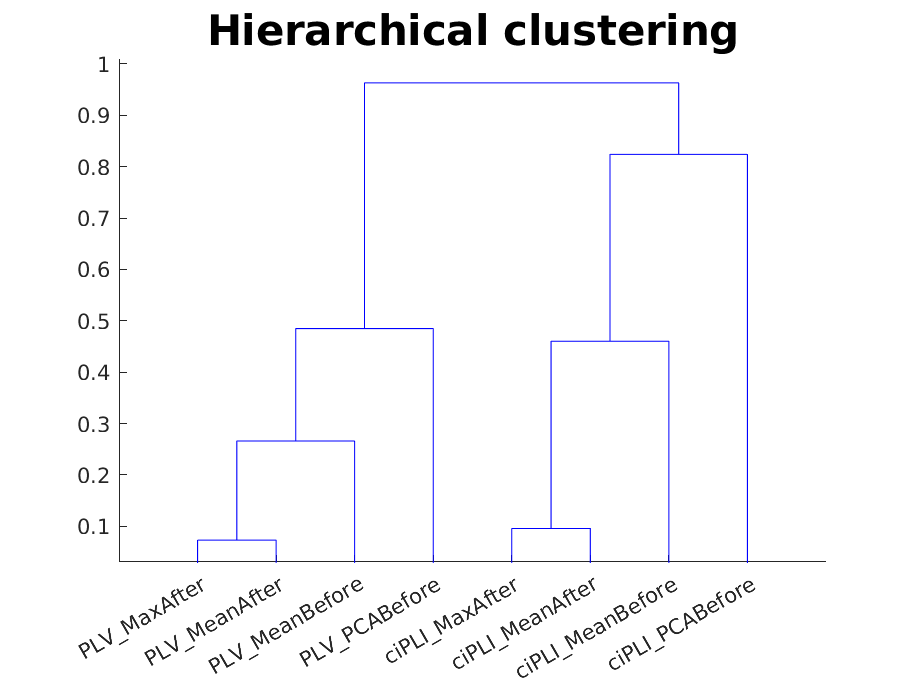 Hierarchical clustering
1
0.9
0.8
0.7
0.6
0.5
0.4
0.3
0.2
0.1
PLV_MaxAfter
PLV_MeanAfter
PLV_MeanBefore
PLV_PCABefore
ciPLI_MaxAfter
ciPLI_MeanAfter
ciPLI_MeanBefore
ciPLI_PCABefore